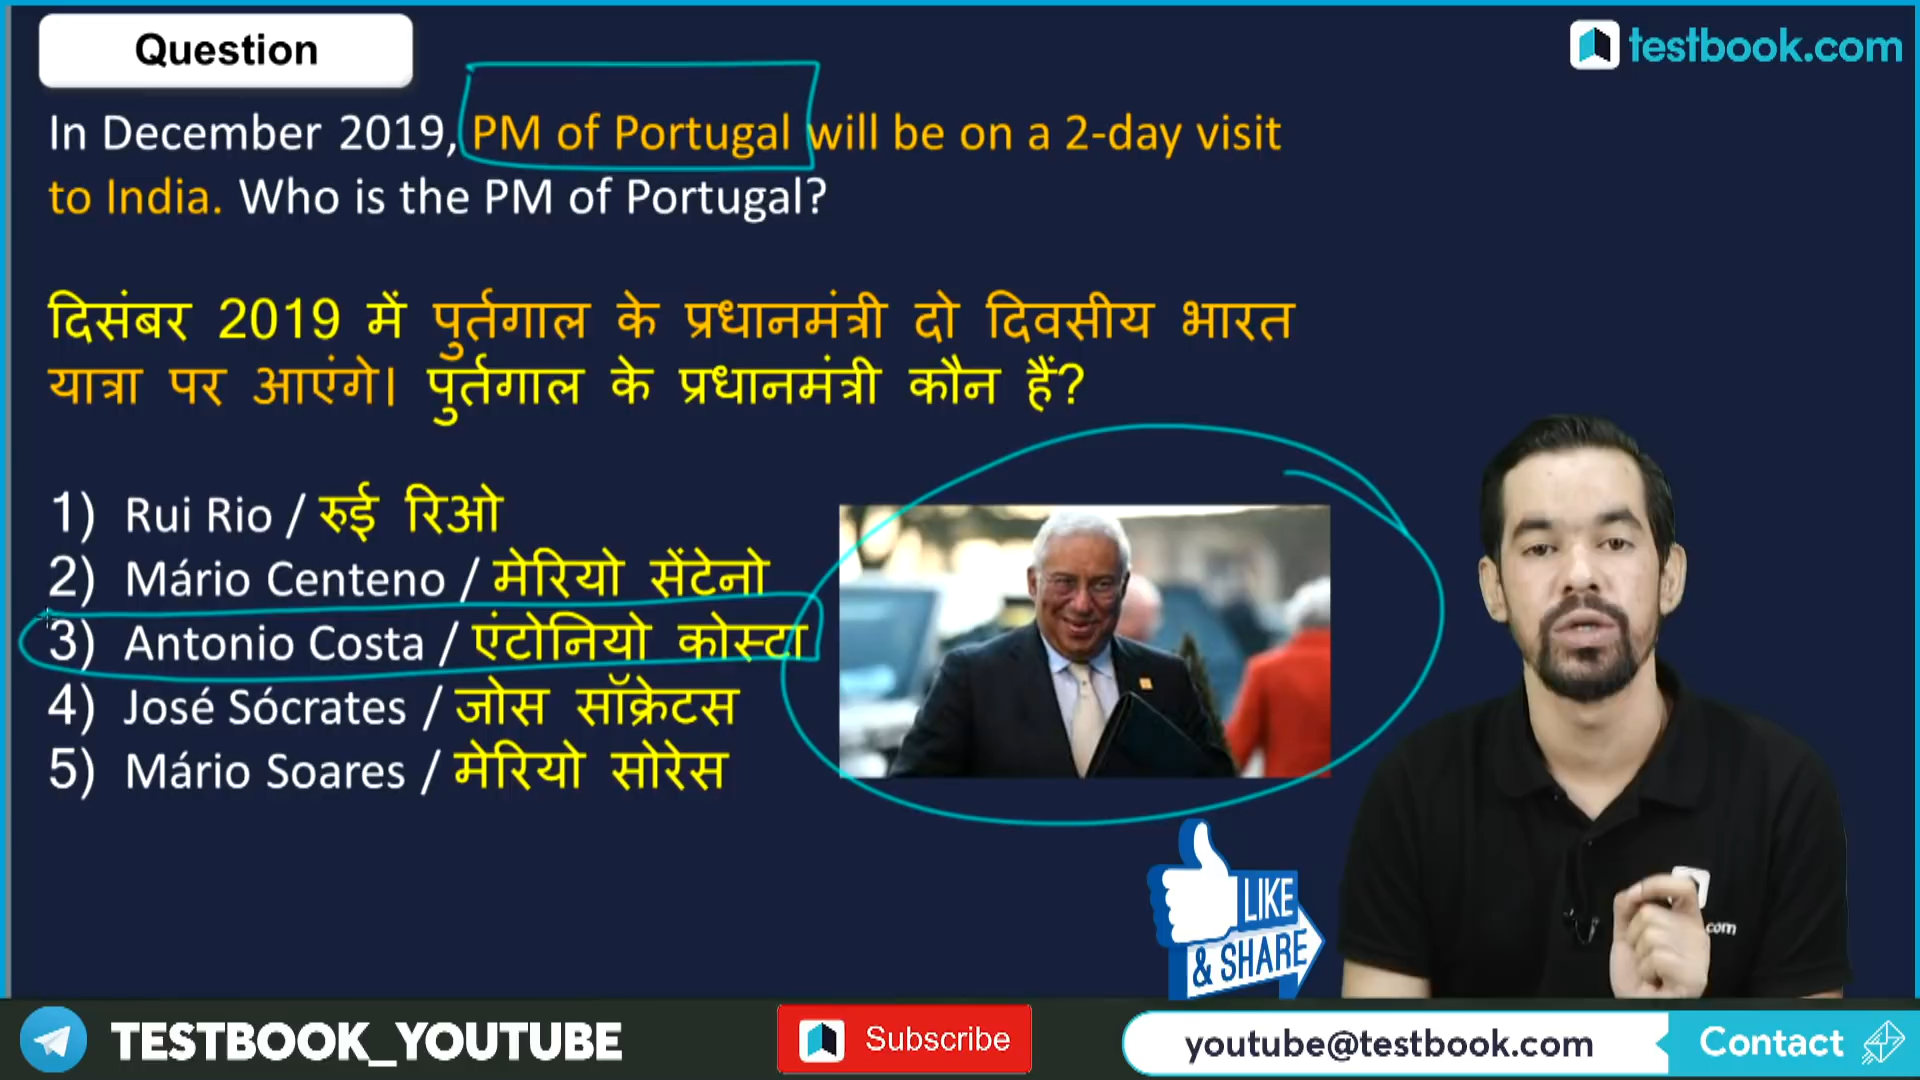 Question
testbook.com
In December 2019, PM of Portugal will be on a 2-day visit
to India. Who is the PM of Portugal?
दिसंबर 2019 में पुर्तगाल के प्रधानमंत्री दो दिवसीय भारत
यात्रा पर आएंगे। पुर्तगाल के प्रधानमंत्री कौन हैं?
1) Rui Rio / रुई रिओ
2) Mário Centeno / मेरियो सेंटेनो
3) Antonio Costa / एंटोनियो कोस्टा
4) José Sócrates / जोस सॉक्रेटस
5) Mário Soares / मेरियो सोरेस
LIKE
& SHARE
com
TESTBOOK_YOUTUBE
Subscribe
youtube@testbook.com
Contact